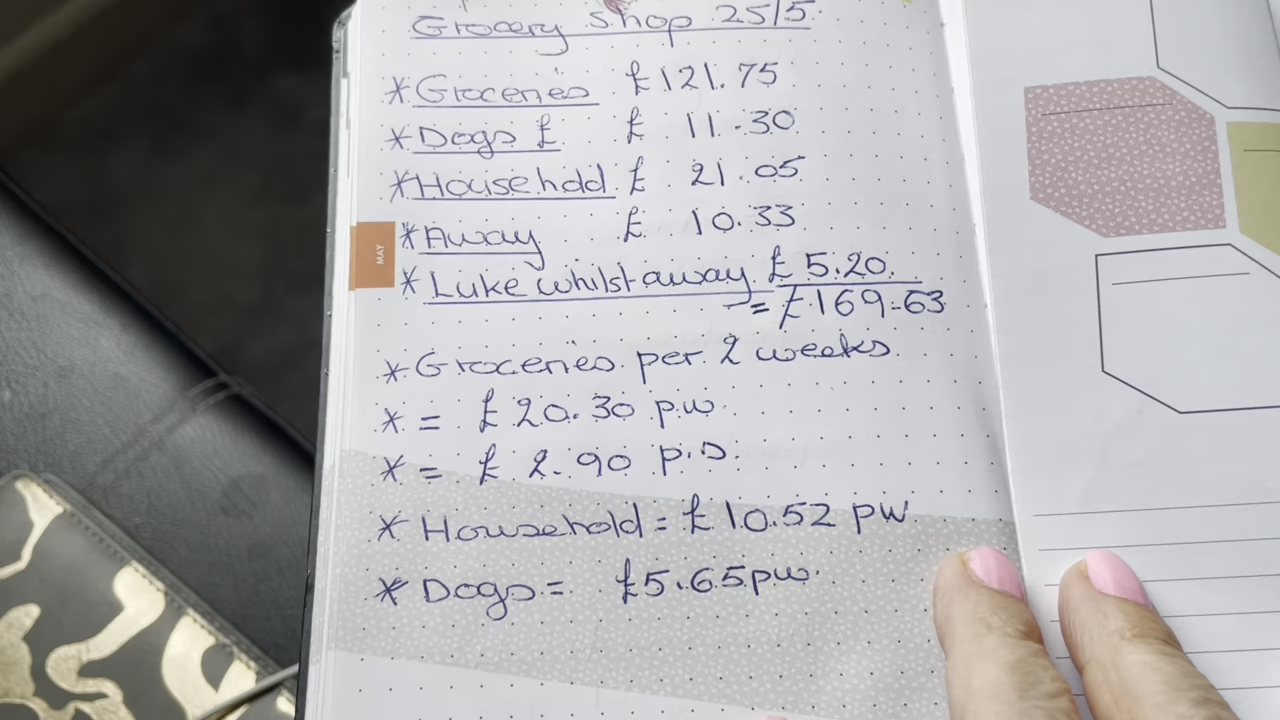 Grocery shop 25/5
* Groceries £121.75
* Dogs £ £ 11.30
* Household £ 21.05
* Away £ 10.33
* Luke whilst away £ 5.20
= £169-63
* Groceries per 2 weeks
* = £20.30 p.w.
* = £ 2.90 p.D.
* Household = £10.52 pw
* Dogs = £5.65pw.
MAY